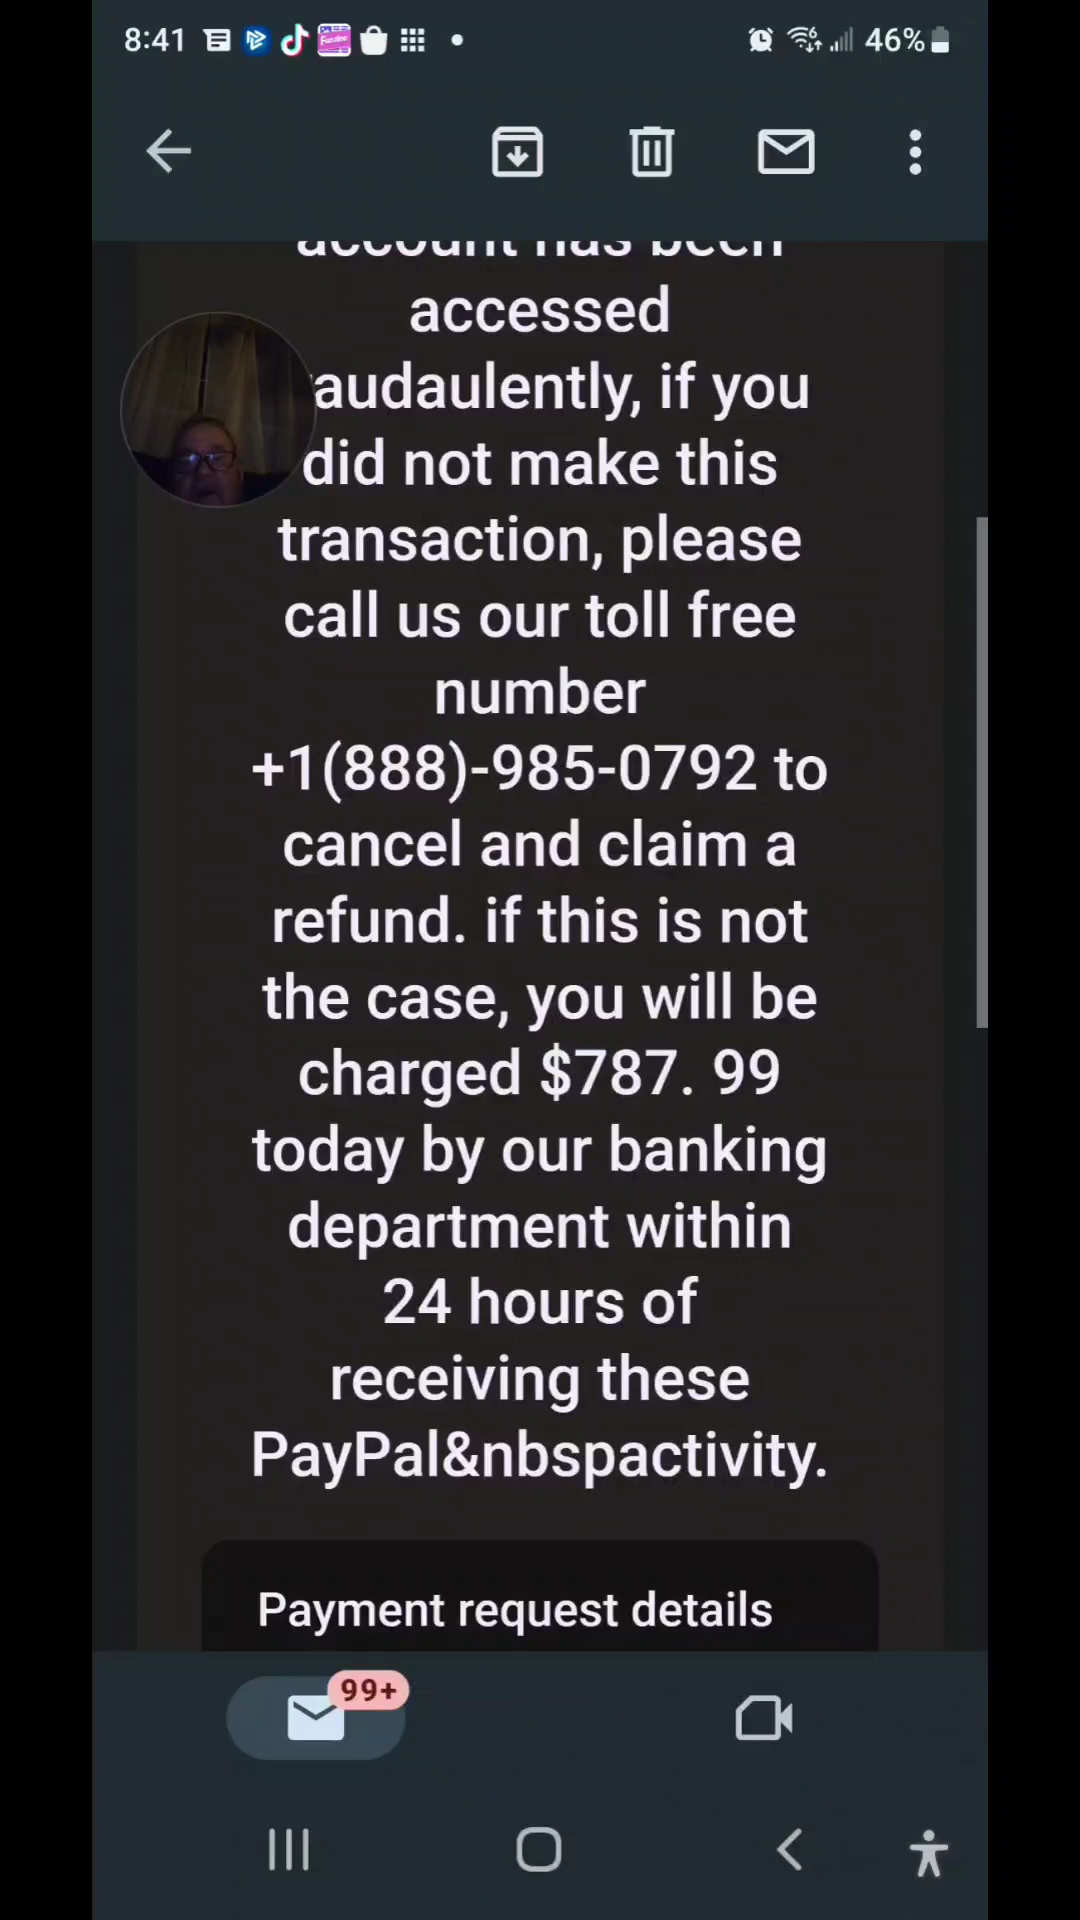 8:41
46%
account has been
accessed
audaulently, if you
did not make this
transaction, please
call us our toll free
number
+1(888)-985-0792 to
cancel and claim a
refund. if this is not
the case, you will be
charged $787. 99
today by our banking
department within
24 hours of
receiving these
PayPal&nbspactivity.
Payment request details
99+